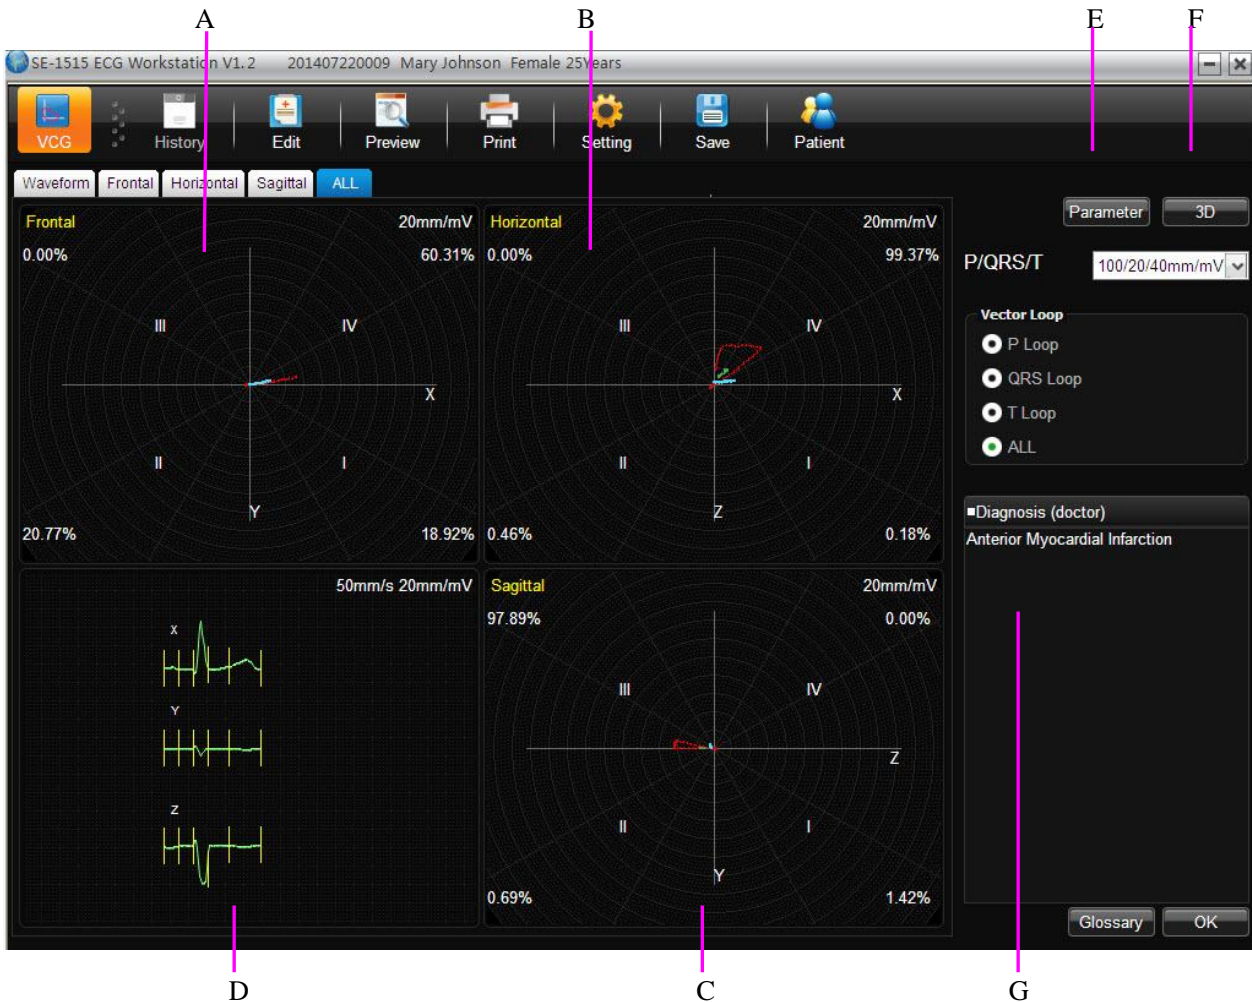 A B E F
SE-1515 ECG Workstation V1.2 201407220009 Mary Johnson Female 25Years
VCG History Edit Preview Print Setting Save Patient
Waveform Frontal Horizontal Sagittal ALL
Frontal 20mm/mV
0.00% 60.31%
III IV
X
II I
Y
20.77% 18.92%
Horizontal 20mm/mV
0.00% 99.37%
III IV
X
II I
Z
0.46% 0.18%
50mm/s 20mm/mV
X
Y
Z
Sagittal 20mm/mV
97.89% 0.00%
III IV
Z
II I
Y
0.69% 1.42%
Parameter 3D
P/QRS/T 100/20/40mm/mV
Vector Loop
P Loop
QRS Loop
T Loop
ALL
Diagnosis (doctor)
Anterior Myocardial Infarction
Glossary OK
D C G